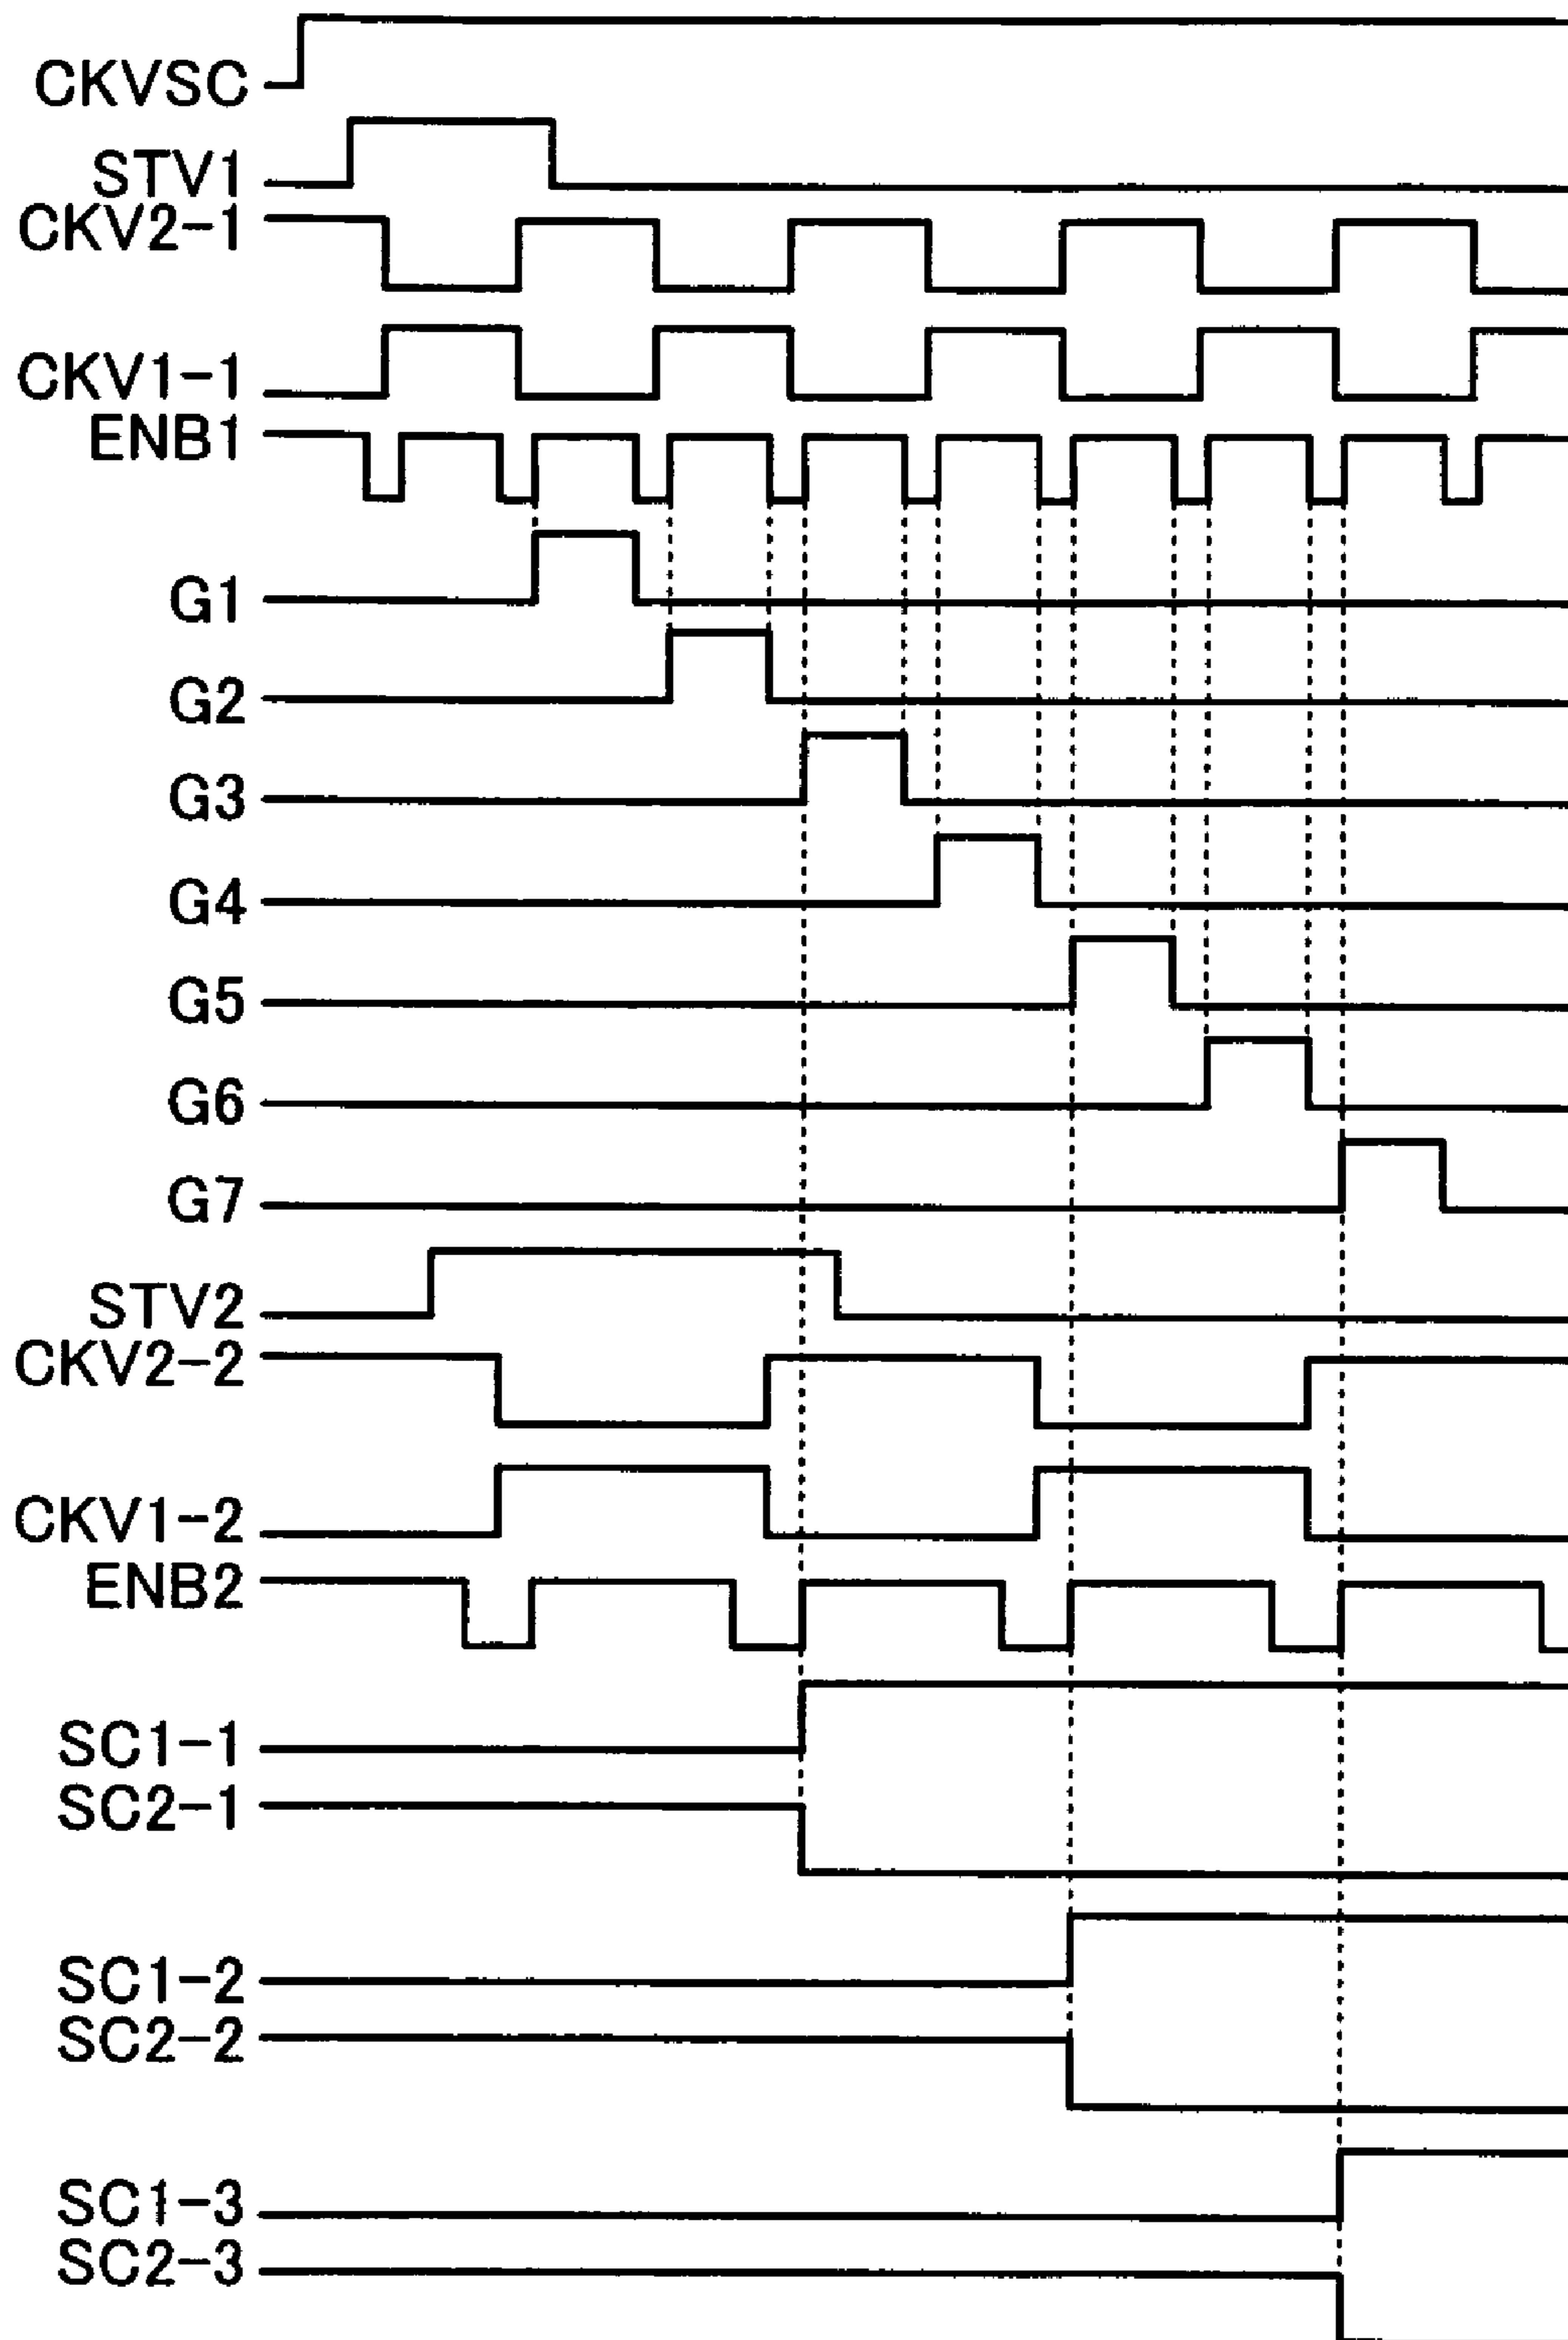 CKVSC
STV1
CKV2-1
CKV1-1
ENB1
G1
G2
G3
G4
G5
G6
G7
STV2
CKV2-2
CKV1-2
ENB2
SC1-1
SC2-1
SC1-2
SC2-2
SC1-3
SC2-3